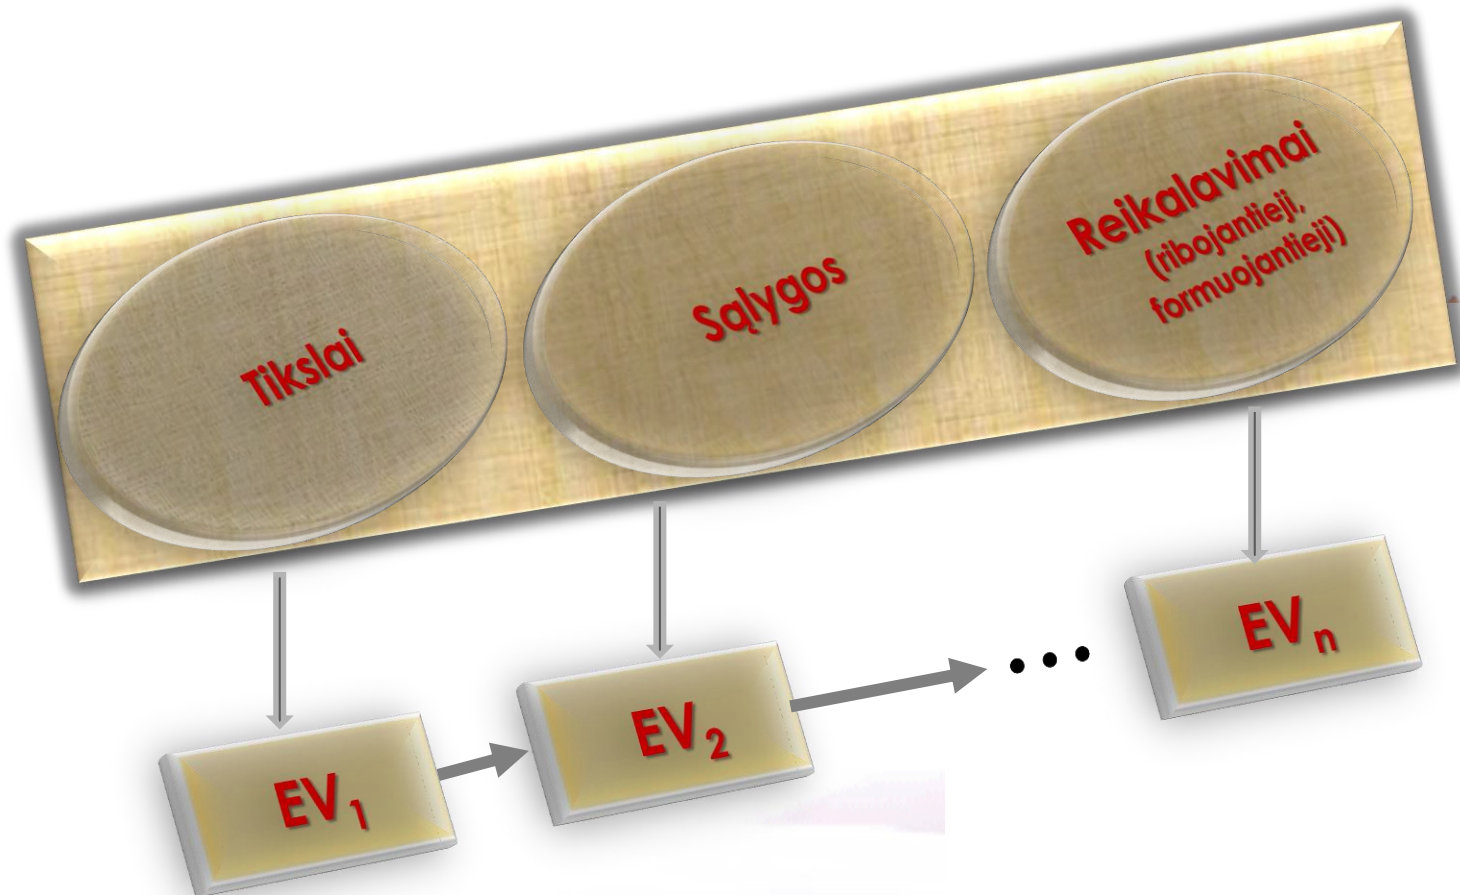 Tikslai
Sąlygos
Reikalavimai
(ribojantieji,
formuojantieji)
EV1
EV2
• • •
EVn